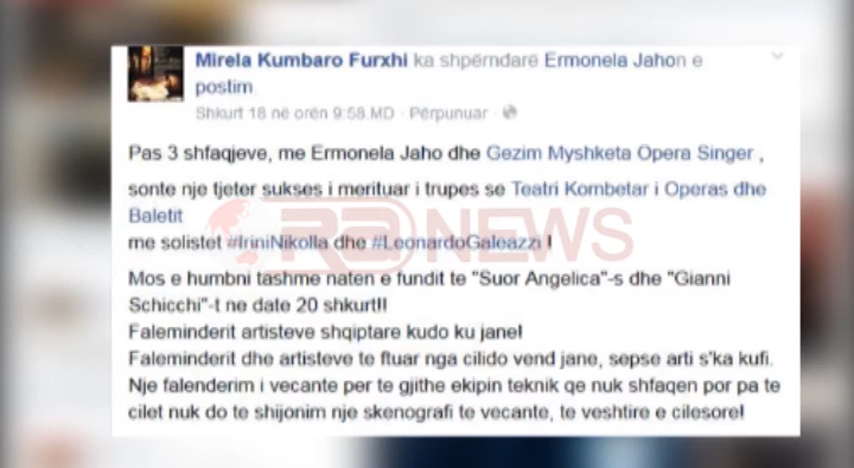 Mirela Kumbaro Furxhi ka shpërndarë Ermonela Jahon e
postim.
Shkurt 18 në orën 9:58.MD · Përpunuar ·
Pas 3 shfaqjeve, me Ermonela Jaho dhe Gezim Myshketa Opera Singer ,
sonte nje tjeter sukses i merituar i trupes se Teatri Kombetar i Operas dhe
Baletit
me solistet #IriniNikolla dhe #LeonardoGaleazzi !
Mos e humbni tashme naten e fundit te "Suor Angelica"-s dhe "Gianni
Schicchi"-t ne date 20 shkurt!!!
Faleminderit artisteve shqiptare kudo ku jane!
Faleminderit dhe artisteve te ftuar nga cilido vend jane, sepse arti s'ka kufi.
Nje falenderim i vecante per te gjithe ekipin teknik qe nuk shfaqen por pa te
cilet nuk do te shijonim nje skenografi te vecante, te veshtire e cilesore!
Ra NEWS